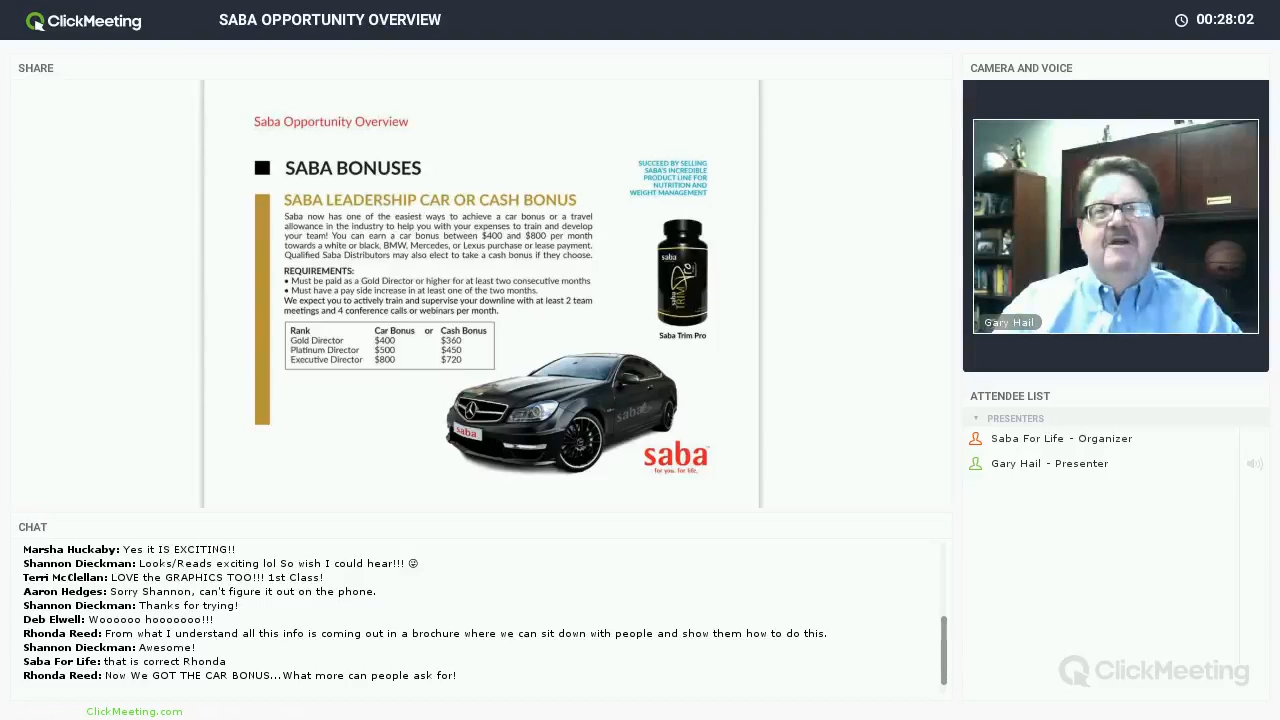 ClickMeeting
SABA OPPORTUNITY OVERVIEW
00:28:02
SHARE
Saba Opportunity Overview
SABA BONUSES
SABA LEADERSHIP CAR OR CASH BONUS
Saba now has one of the easiest ways to achieve a car bonus or a travel
allowance in the industry to help you with your expenses to train and develop
your team! You can earn a car bonus between $400 and $800 per month
towards a white or black, BMW, Mercedes, or Lexus purchase or lease payment.
Qualified Saba Distributors may also elect to take a cash bonus if they choose.
REQUIREMENTS:
• Must be paid as a Gold Director or higher for at least two consecutive months
• Must have a pay side increase in at least one of the two months.
We expect you to actively train and supervise your downline with at least 2 team
meetings and 4 conference calls or webinars per month.
Rank Car Bonus or Cash Bonus
Gold Director $400 $360
Platinum Director $500 $450
Executive Director $800 $720
SUCCEED BY SELLING
SABA'S INCREDIBLE
PRODUCT LINE FOR
NUTRITION AND
WEIGHT MANAGEMENT
saba
TRIM Pro
Saba Trim Pro
saba
saba
saba
for you. for life.
CAMERA AND VOICE
Gary Hail
ATTENDEE LIST
PRESENTERS
Saba For Life - Organizer
Gary Hail - Presenter
CHAT
Marsha Huckaby: Yes it IS EXCITING!!
Shannon Dieckman: Looks/Reads exciting lol So wish I could hear!!! 😜
Terri McClellan: LOVE the GRAPHICS TOO!!! 1st Class!
Aaron Hedges: Sorry Shannon, can't figure it out on the phone.
Shannon Dieckman: Thanks for trying!
Deb Elwell: Woooooo hooooooo!!!
Rhonda Reed: From what I understand all this info is coming out in a brochure where we can sit down with people and show them how to do this.
Shannon Dieckman: Awesome!
Saba For Life: that is correct Rhonda
Rhonda Reed: Now We GOT THE CAR BONUS...What more can people ask for!
ClickMeeting
ClickMeeting.com